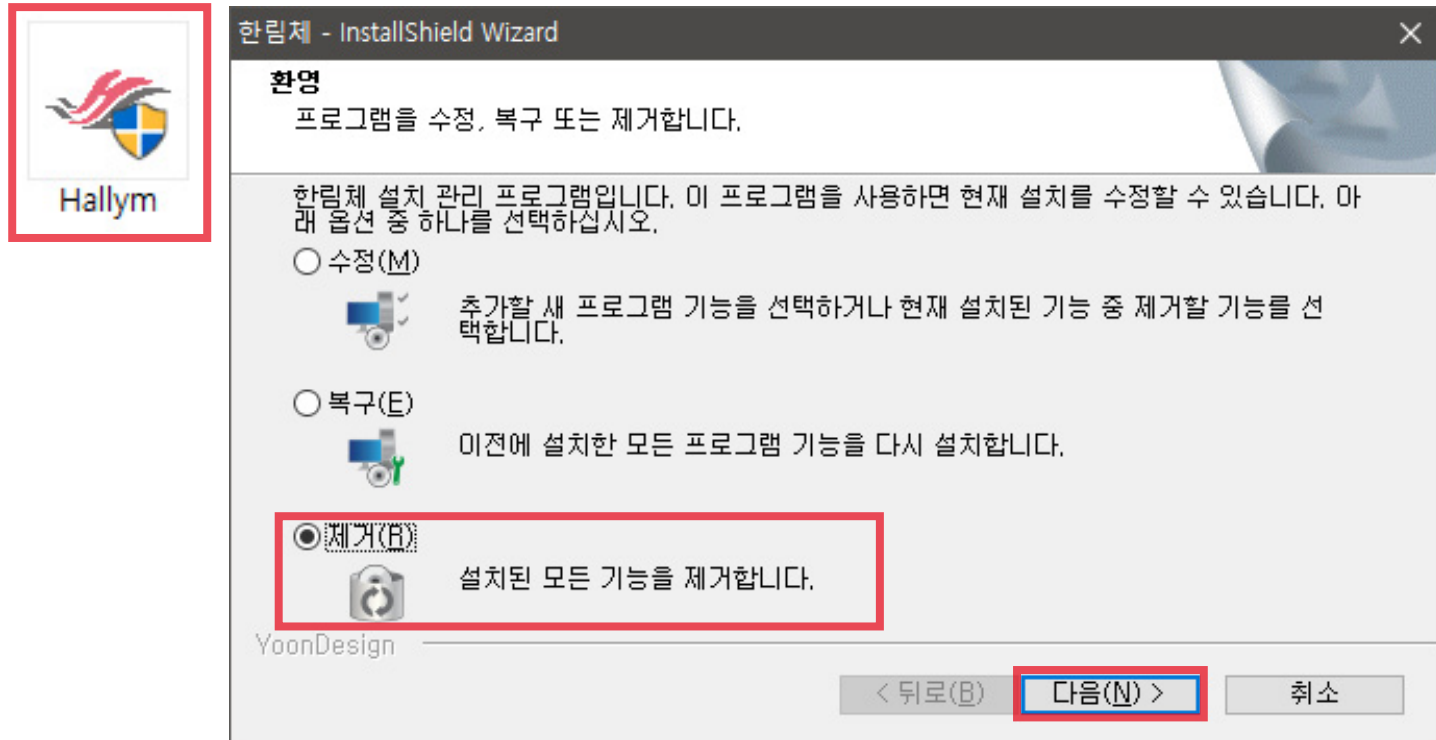 Hallym
한림체 - InstallShield Wizard
환영
프로그램을 수정, 복구 또는 제거합니다.
한림체 설치 관리 프로그램입니다. 이 프로그램을 사용하면 현재 설치를 수정할 수 있습니다. 아
래 옵션 중 하나를 선택하십시오.
수정(M)
추가할 새 프로그램 기능을 선택하거나 현재 설치된 기능 중 제거할 기능를 선
택합니다.
복구(E)
이전에 설치한 모든 프로그램 기능을 다시 설치합니다.
제거(R)
설치된 모든 기능을 제거합니다.
YoonDesign
< 뒤로(B) 다음(N) > 취소